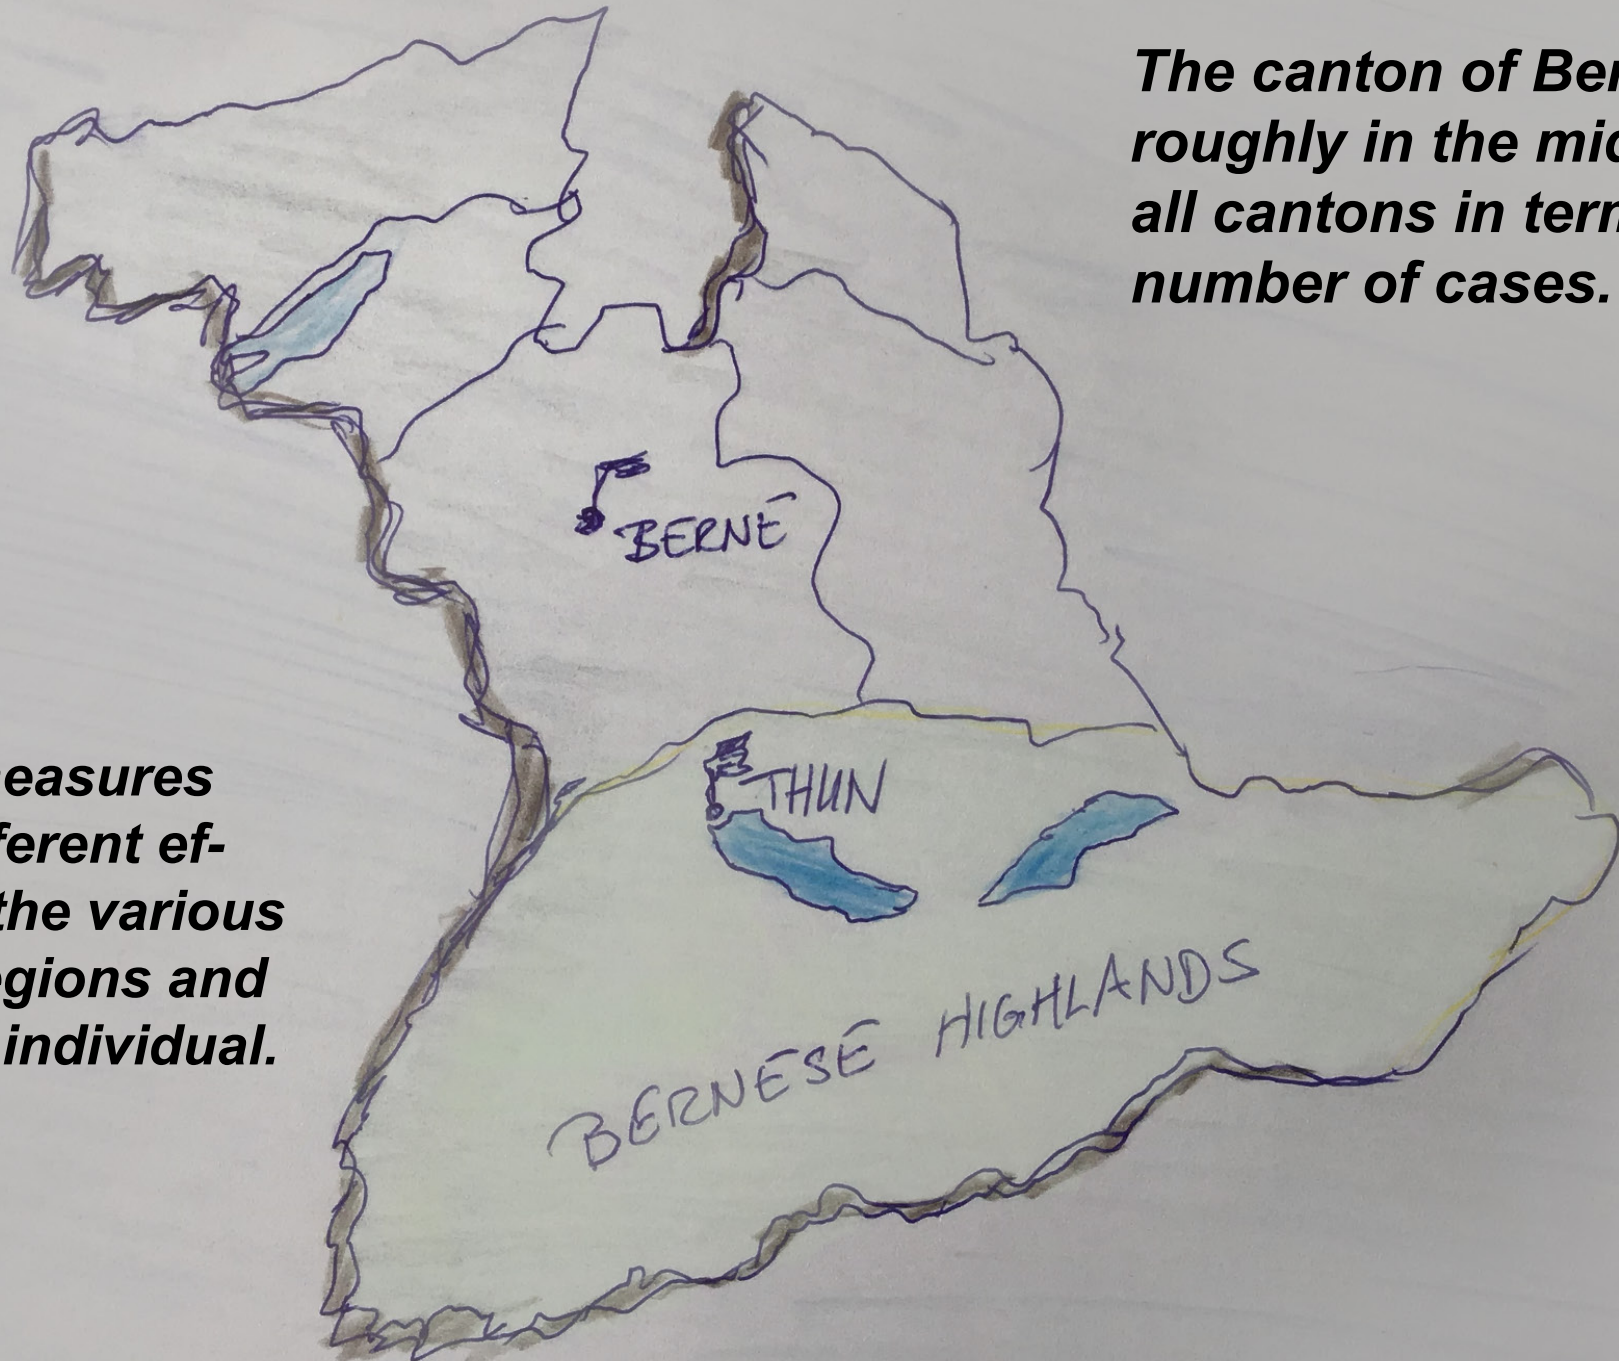 The canton of Ber
roughly in the mid
all cantons in term
number of cases.
BERNE
THUN
easures
ferent ef-
the various
egions and
individual.
BERNESE HIGHLANDS